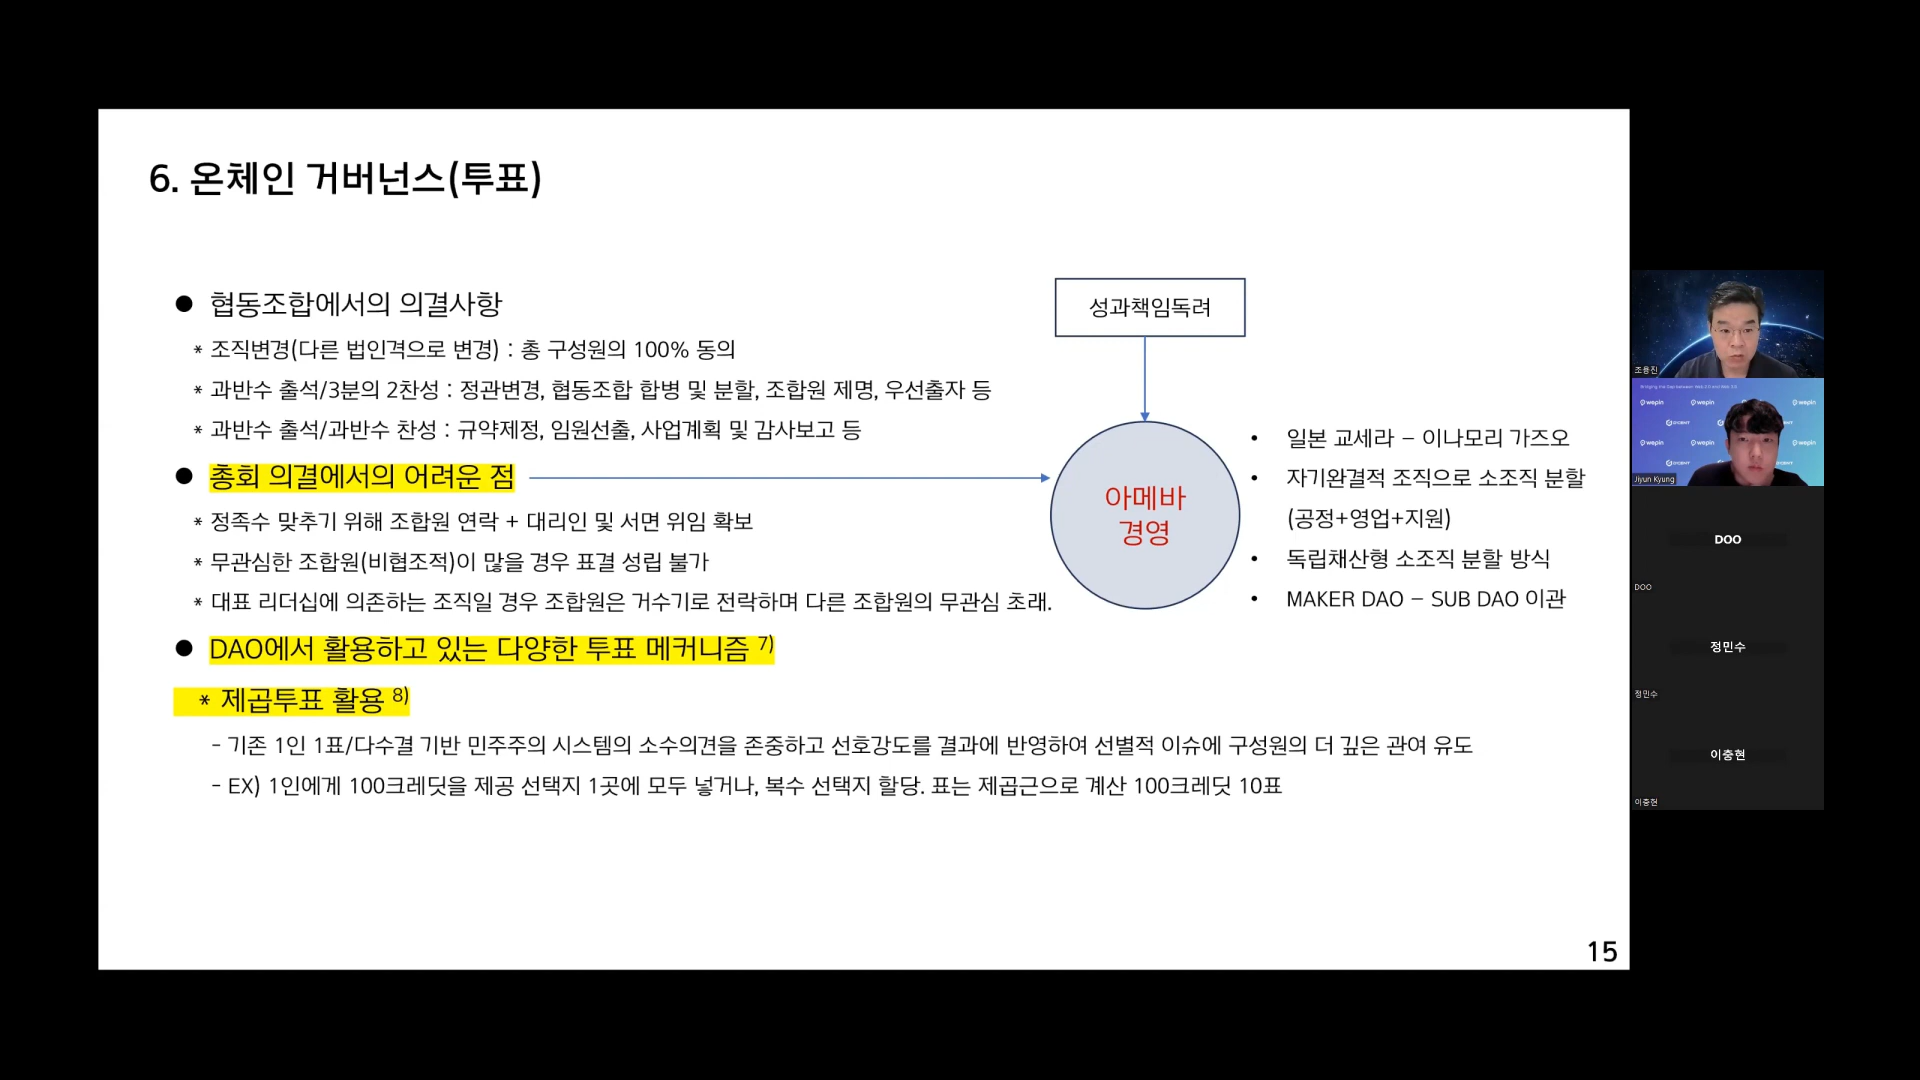 6. 온체인 거버넌스(투표)
● 협동조합에서의 의결사항
* 조직변경(다른 법인격으로 변경) : 총 구성원의 100% 동의
* 과반수 출석/3분의 2찬성 : 정관변경, 협동조합 합병 및 분할, 조합원 제명, 우선출자 등
* 과반수 출석/과반수 찬성 : 규약제정, 임원선출, 사업계획 및 감사보고 등
● 총회 의결에서의 어려운 점
* 정족수 맞추기 위해 조합원 연락 + 대리인 및 서면 위임 확보
* 무관심한 조합원(비협조적)이 많을 경우 표결 성립 불가
* 대표 리더십에 의존하는 조직일 경우 조합원은 거수기로 전락하며 다른 조합원의 무관심 초래.
● DAO에서 활용하고 있는 다양한 투표 메커니즘 7)
* 제곱투표 활용 8)
- 기존 1인 1표/다수결 기반 민주주의 시스템의 소수의견을 존중하고 선호강도를 결과에 반영하여 선별적 이슈에 구성원의 더 깊은 관여 유도
- EX) 1인에게 100크레딧을 제공 선택지 1곳에 모두 넣거나, 복수 선택지 할당. 표는 제곱근으로 계산 100크레딧 10표
성과책임독려
아메바
경영
• 일본 교세라 – 이나모리 가즈오
• 자기완결적 조직으로 소조직 분할
(공정+영업+지원)
• 독립채산형 소조직 분할 방식
• MAKER DAO – SUB DAO 이관
15
조용진
wepin wepin wepin
wepin wepin
Jiyun Kyung
DOO
DOO
정민수
정민수
이충현
이충현